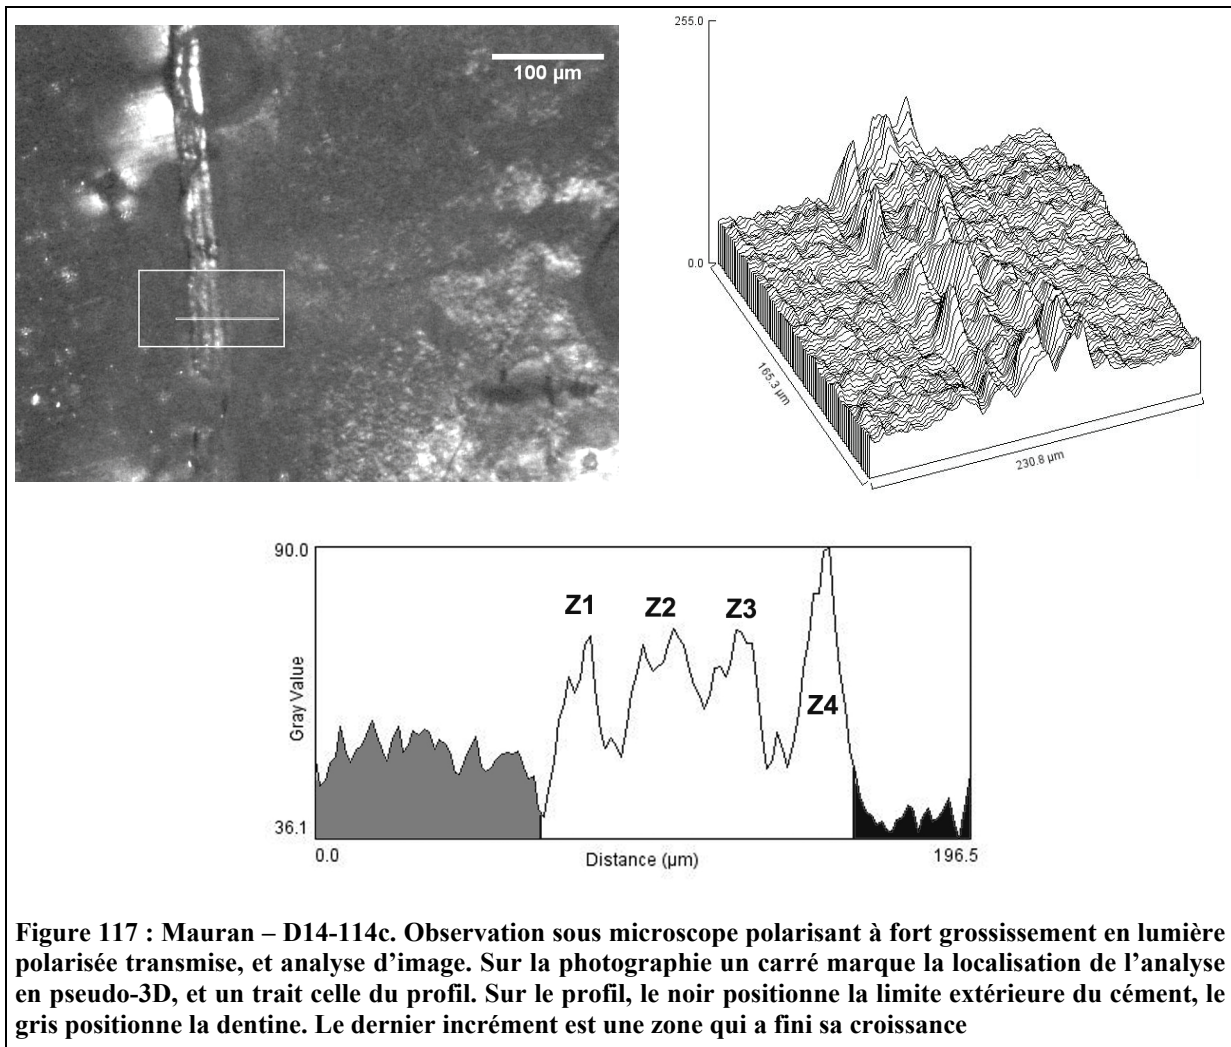 100 µm
255.0
0.0
165.3 µm
230.8 µm
90.0
Z1
Z2
Z3
Z4
Gray Value
36.1
0.0
Distance (µm)
196.5
Figure 117 : Mauran – D14-114c. Observation sous microscope polarisant à fort grossissement en lumière
polarisée transmise, et analyse d’image. Sur la photographie un carré marque la localisation de l’analyse
en pseudo-3D, et un trait celle du profil. Sur le profil, le noir positionne la limite extérieure du cément, le
gris positionne la dentine. Le dernier incrément est une zone qui a fini sa croissance